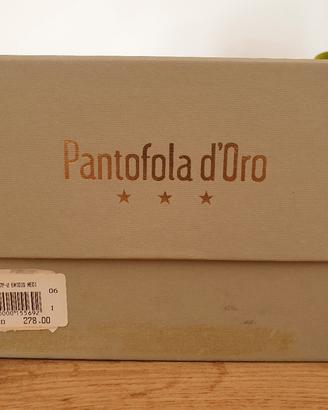 Pantofola d'Oro
★ ★ ★
06
1
278.00